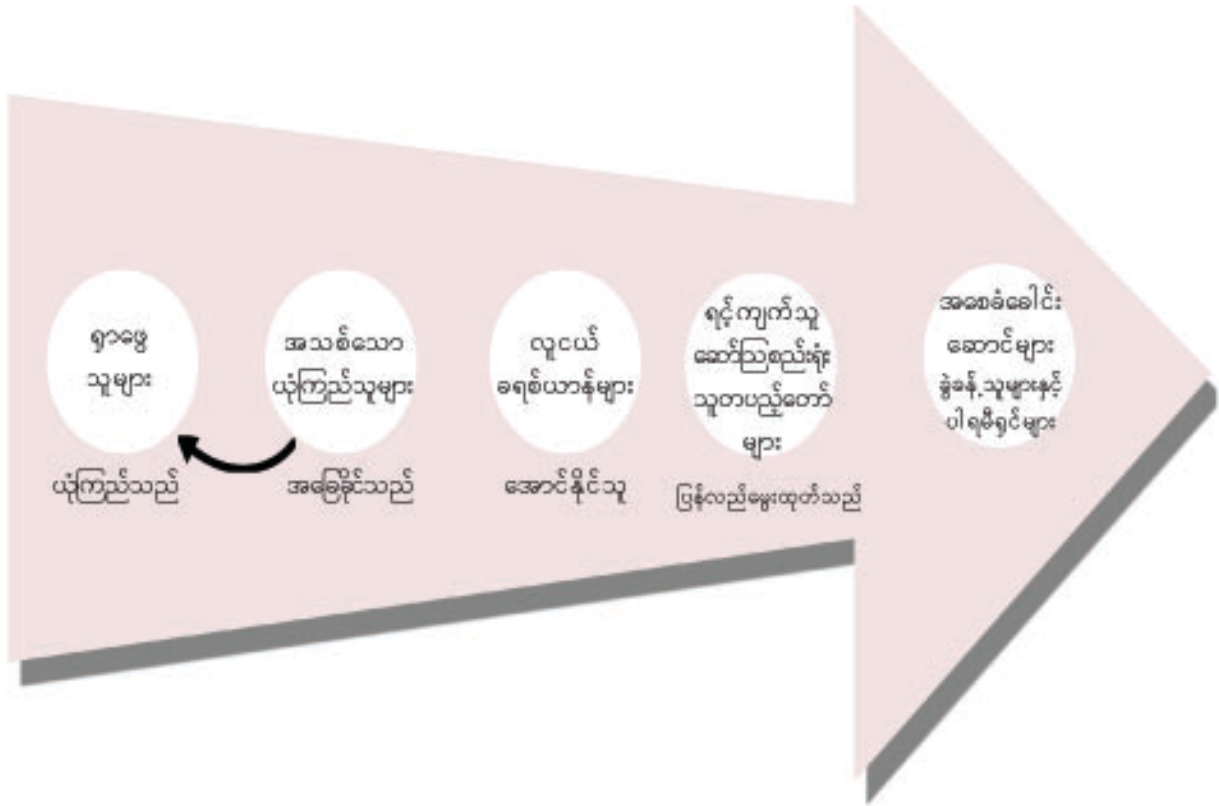 ရှာဖွေ
သူများ
ယုံကြည်သည်
အသစ်သော
ယုံကြည်သူများ
အခြေခိုင်သည်
လူငယ်
ခရစ်ယာန်များ
အောင်နိုင်သူ
ရင့်ကျက်သူ
ဆော်ဩစည်းရုံး
သူတပည့်တော်
များ
ပြန်လည်မွေးထုတ်သည်
အစေခံခေါင်း
ဆောင်များ
ခွဲခန့်သူများနှင့်
ပါရမီရှင်များ